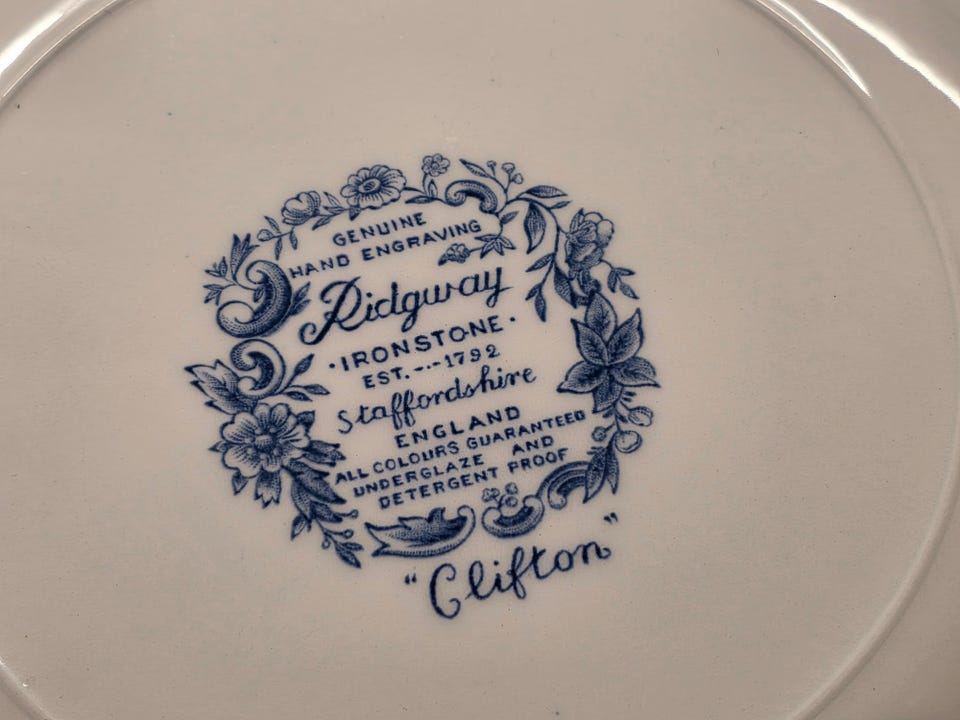 GENUINE
HAND ENGRAVING
Ridgway
· IRONSTONE ·
EST. -·-·- 1792
Staffordshire
ENGLAND
ALL COLOURS GUARANTEED
UNDERGLAZE AND
DETERGENT PROOF
"Clifton"